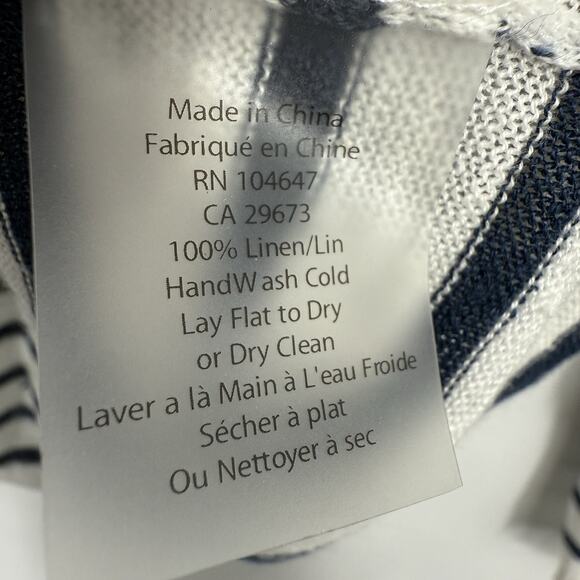 Made in China
Fabriqué en Chine
RN 104647
CA 29673
100% Linen/Lin
HandWash Cold
Lay Flat to Dry
or Dry Clean
Laver a là Main à L'eau Froide
Sécher à plat
Ou Nettoyer à sec